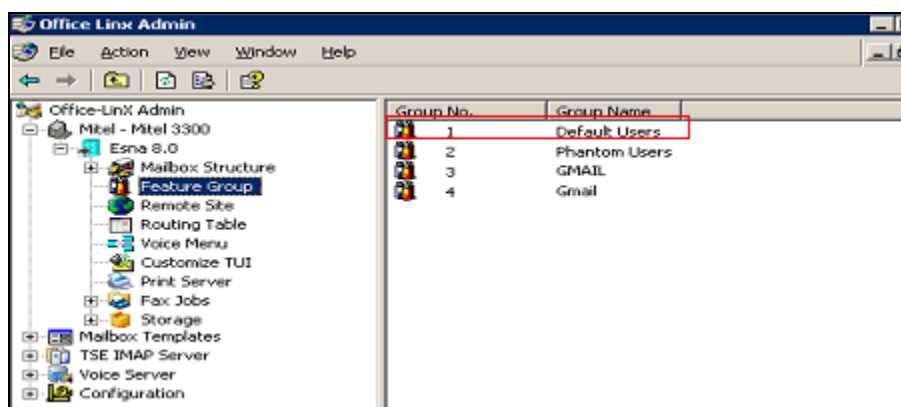 Office Linx Admin
File Action View Window Help
Office-LinX Admin
Mitel - Mitel 3300
Esna 8.0
Mailbox Structure
Feature Group
Remote Site
Routing Table
Voice Menu
Customize TUI
Print Server
Fax Jobs
Storage
Mailbox Templates
TSE IMAP Server
Voice Server
Configuration
Group No. Group Name
1 Default Users
2 Phantom Users
3 GMAIL
4 Gmail